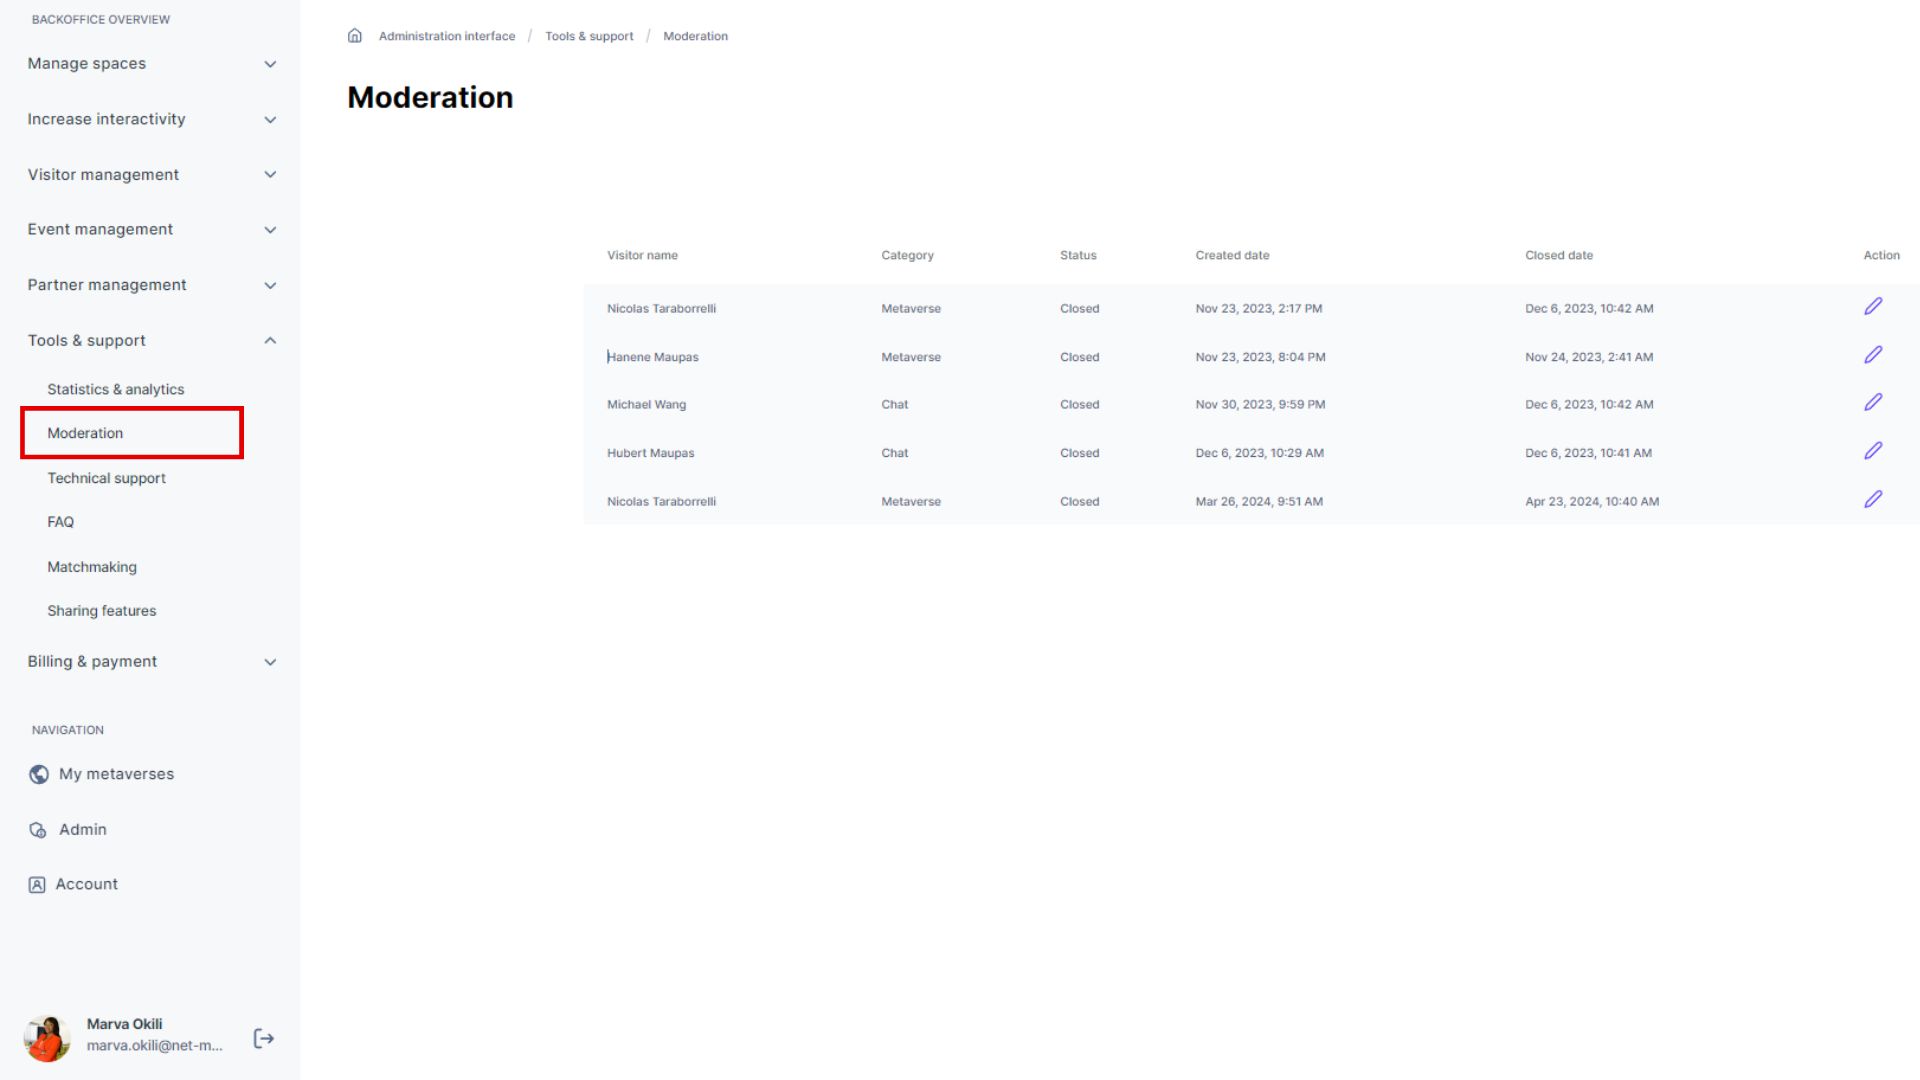 BACKOFFICE OVERVIEW
Manage spaces
Increase interactivity
Visitor management
Event management
Partner management
Tools & support
Statistics & analytics
Moderation
Technical support
FAQ
Matchmaking
Sharing features
Billing & payment
NAVIGATION
My metaverses
Admin
Account
Marva Okili
marva.okili@net-m...
Administration interface / Tools & support / Moderation
Moderation
Visitor name Category Status Created date Closed date Action
Nicolas Taraborrelli Metaverse Closed Nov 23, 2023, 2:17 PM Dec 6, 2023, 10:42 AM
Hanene Maupas Metaverse Closed Nov 23, 2023, 8:04 PM Nov 24, 2023, 2:41 AM
Michael Wang Chat Closed Nov 30, 2023, 9:59 PM Dec 6, 2023, 10:42 AM
Hubert Maupas Chat Closed Dec 6, 2023, 10:29 AM Dec 6, 2023, 10:41 AM
Nicolas Taraborrelli Metaverse Closed Mar 26, 2024, 9:51 AM Apr 23, 2024, 10:40 AM